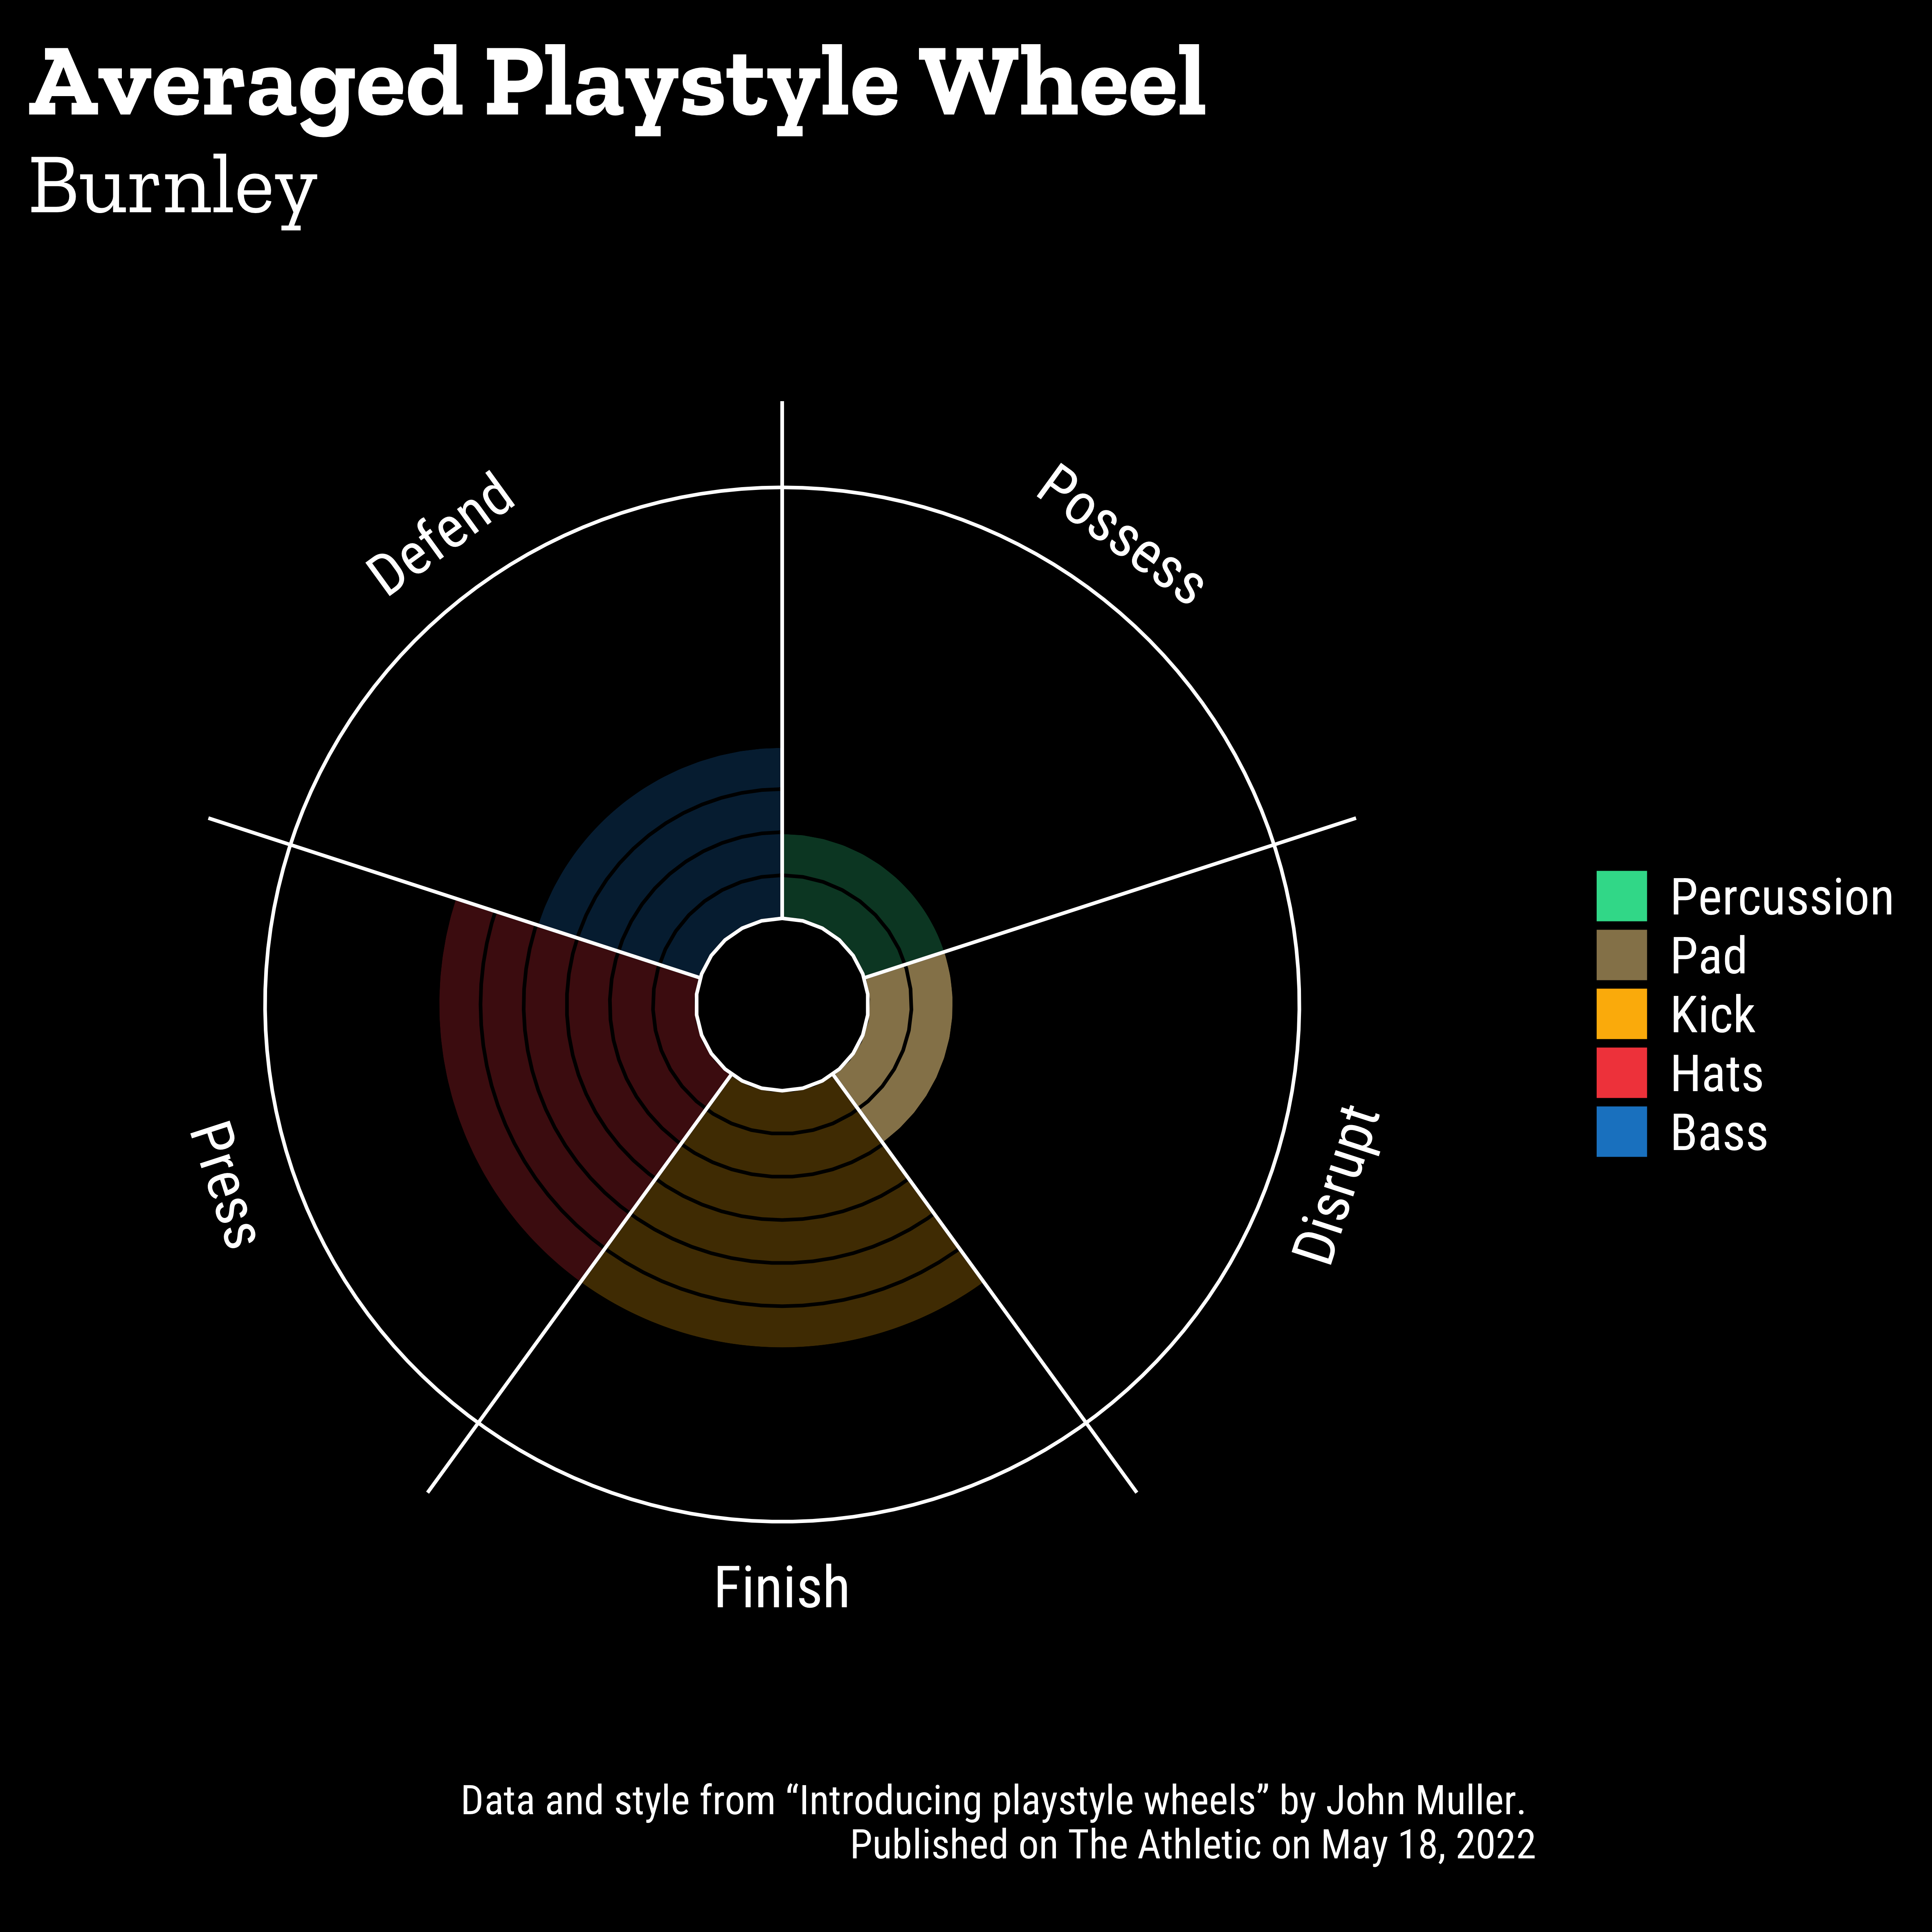 Averaged Playstyle Wheel
Burnley
Defend
Possess
Press
Disrupt
Finish
Percussion
Pad
Kick
Hats
Bass
Data and style from “Introducing playstyle wheels” by John Muller.
Published on The Athletic on May 18, 2022